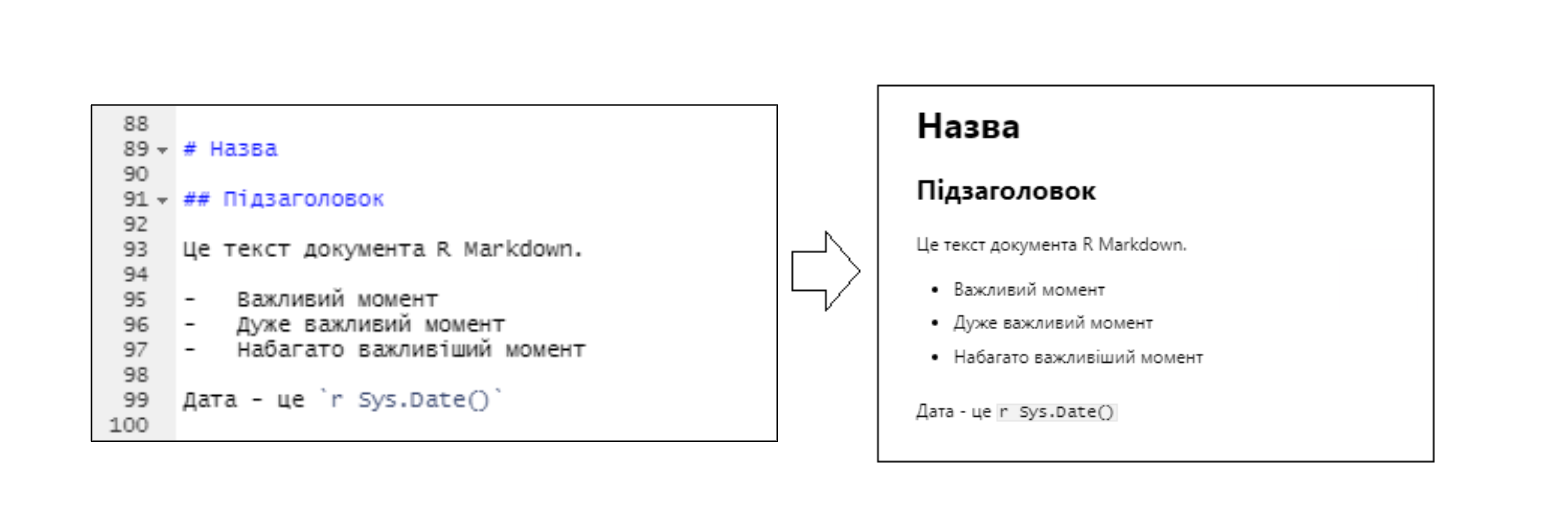 88
89 # Назва
90
91 ## Підзаголовок
92
93 Це текст документа R Markdown.
94
95 -   Важливий момент
96 -   Дуже важливий момент
97 -   Набагато важливіший момент
98
99 Дата - це `r Sys.Date()`
100
Назва
Підзаголовок
Це текст документа R Markdown.
• Важливий момент
• Дуже важливий момент
• Набагато важливіший момент
Дата - це r Sys.Date()